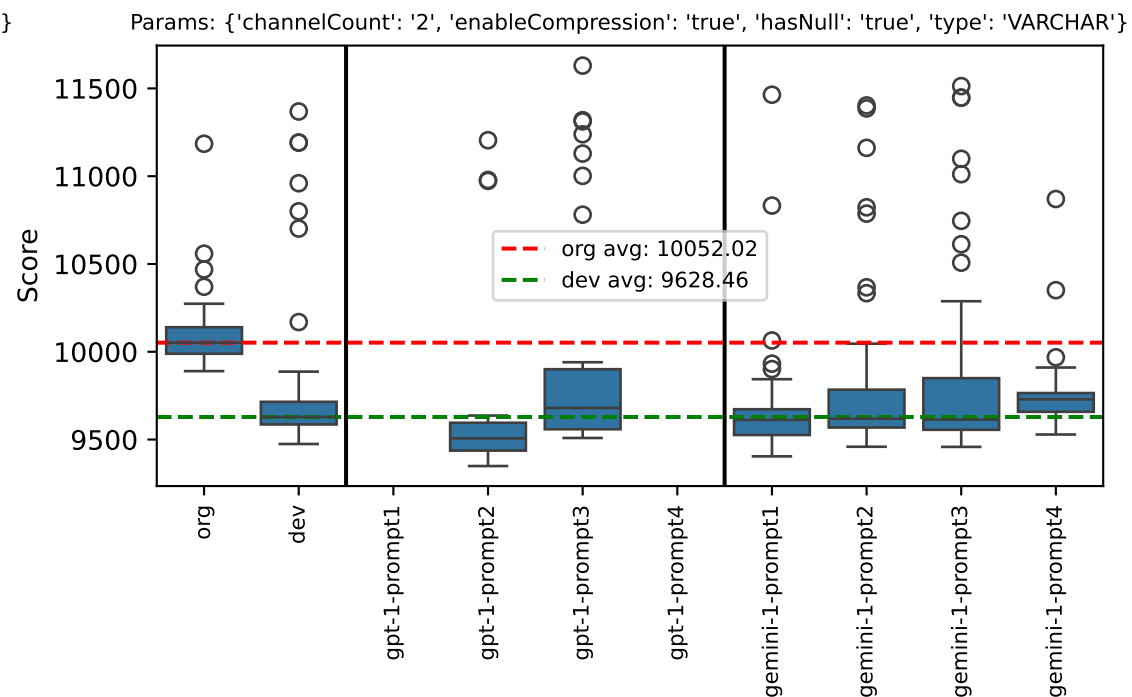 } Params: {'channelCount': '2', 'enableCompression': 'true', 'hasNull': 'true', 'type': 'VARCHAR'}
Score
11500
11000
10500
10000
9500
org avg: 10052.02
dev avg: 9628.46
org
dev
gpt-1-prompt1
gpt-1-prompt2
gpt-1-prompt3
gpt-1-prompt4
gemini-1-prompt1
gemini-1-prompt2
gemini-1-prompt3
gemini-1-prompt4